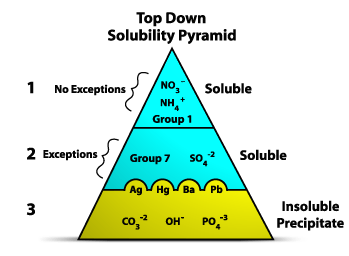 Top Down
Solubility Pyramid
1 No Exceptions NO₃⁻ Soluble
NH₄⁺
Group 1
2 Exceptions Group 7 SO₄⁻² Soluble
Ag Hg Ba Pb
3 Insoluble
Precipitate
CO₃⁻² OH⁻ PO₄⁻³